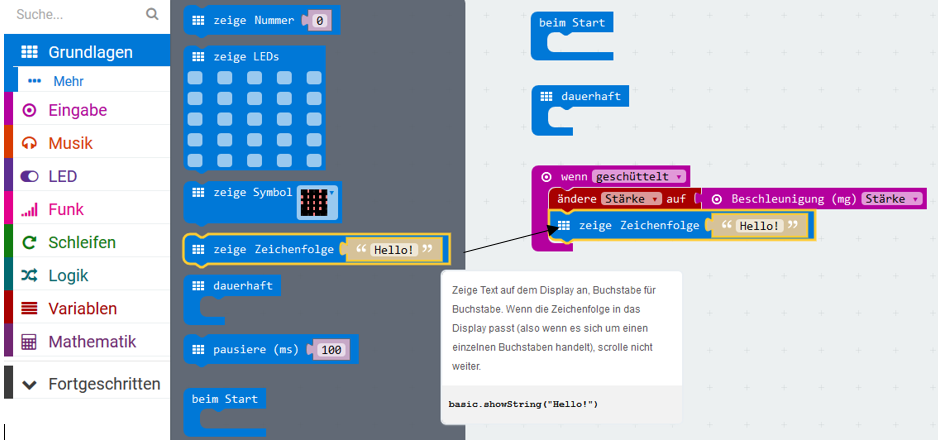 Suche...
Grundlagen
Mehr
Eingabe
Musik
LED
Funk
Schleifen
Logik
Variablen
Mathematik
Fortgeschritten
zeige Nummer 0
zeige LEDs
zeige Symbol
zeige Zeichenfolge “ Hello! ”
dauerhaft
pausiere (ms) 100
beim Start
beim Start
dauerhaft
wenn geschüttelt
ändere Stärke auf Beschleunigung (mg) Stärke
zeige Zeichenfolge “ Hello! ”
Zeige Text auf dem Display an, Buchstabe für
Buchstabe. Wenn die Zeichenfolge in das
Display passt (also wenn es sich um einen
einzelnen Buchstaben handelt), scrolle nicht
weiter.
basic.showString("Hello!")